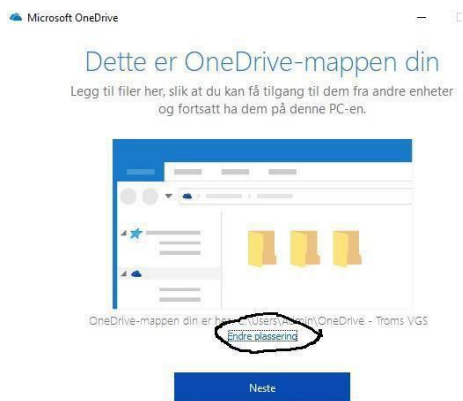 Microsoft OneDrive
Dette er OneDrive-mappen din
Legg til filer her, slik at du kan få tilgang til dem fra andre enheter
og fortsatt ha dem på denne PC-en.
OneDrive-mappen din er her: C:\Users\Admin\OneDrive - Troms VGS
Endre plassering
Neste